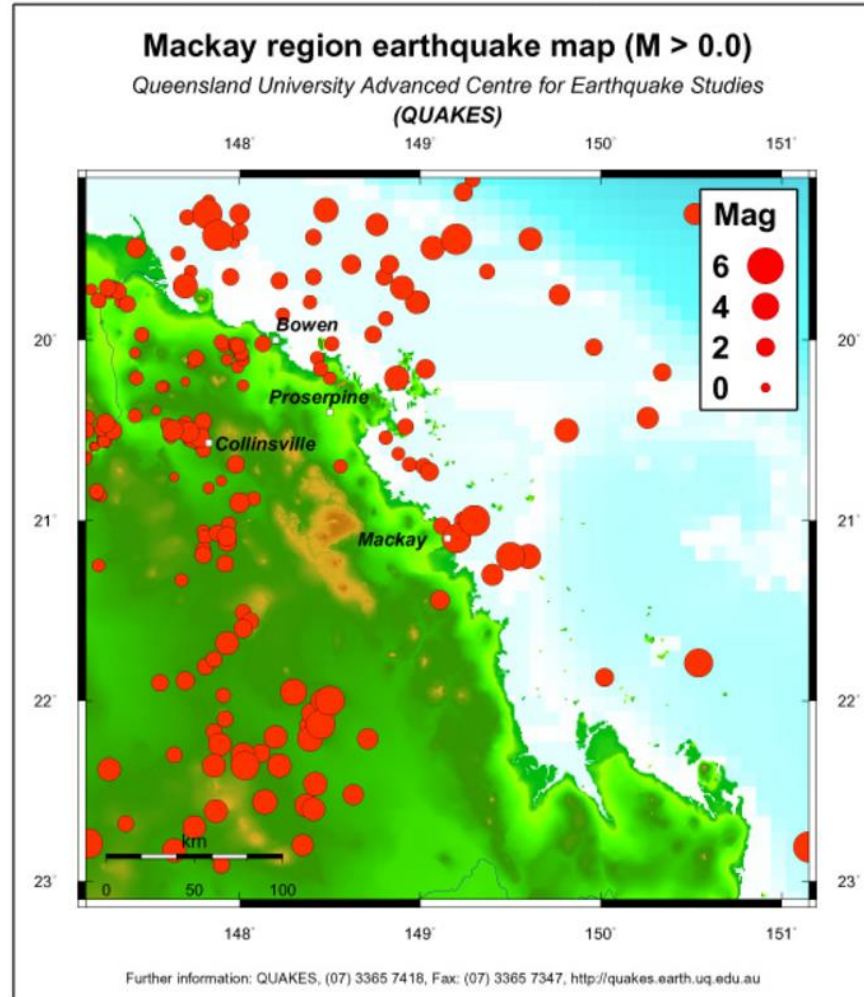 Mackay region earthquake map (M > 0.0)
Queensland University Advanced Centre for Earthquake Studies
(QUAKES)
148° 149° 150° 151°
Mag
6
4
2
0
20° 20°
Bowen
Proserpine
Collinsville
21° 21°
Mackay
22° 22°
km
0 50 100
23° 23°
148° 149° 150° 151°
Further information: QUAKES, (07) 3365 7418, Fax: (07) 3365 7347, http://quakes.earth.uq.edu.au